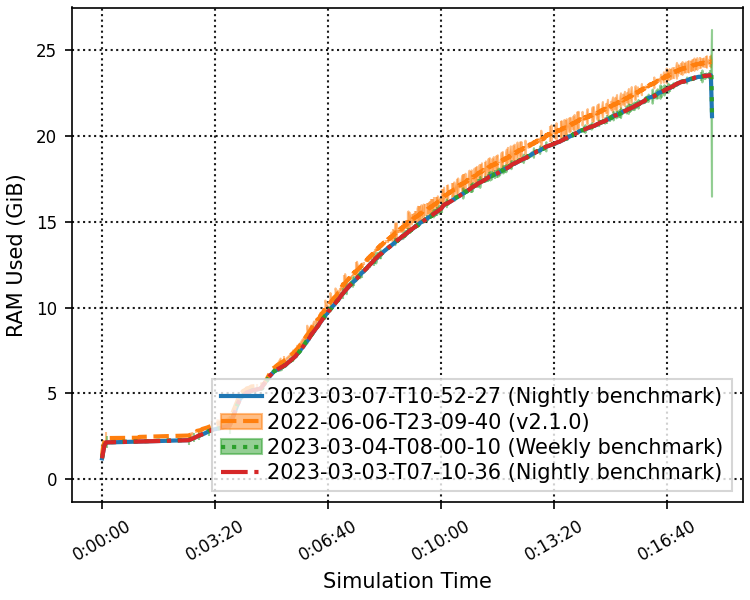 25
20
15
10
5
0
RAM Used (GiB)
2023-03-07-T10-52-27 (Nightly benchmark)
2022-06-06-T23-09-40 (v2.1.0)
2023-03-04-T08-00-10 (Weekly benchmark)
2023-03-03-T07-10-36 (Nightly benchmark)
0:00:00
0:03:20
0:06:40
0:10:00
0:13:20
0:16:40
Simulation Time